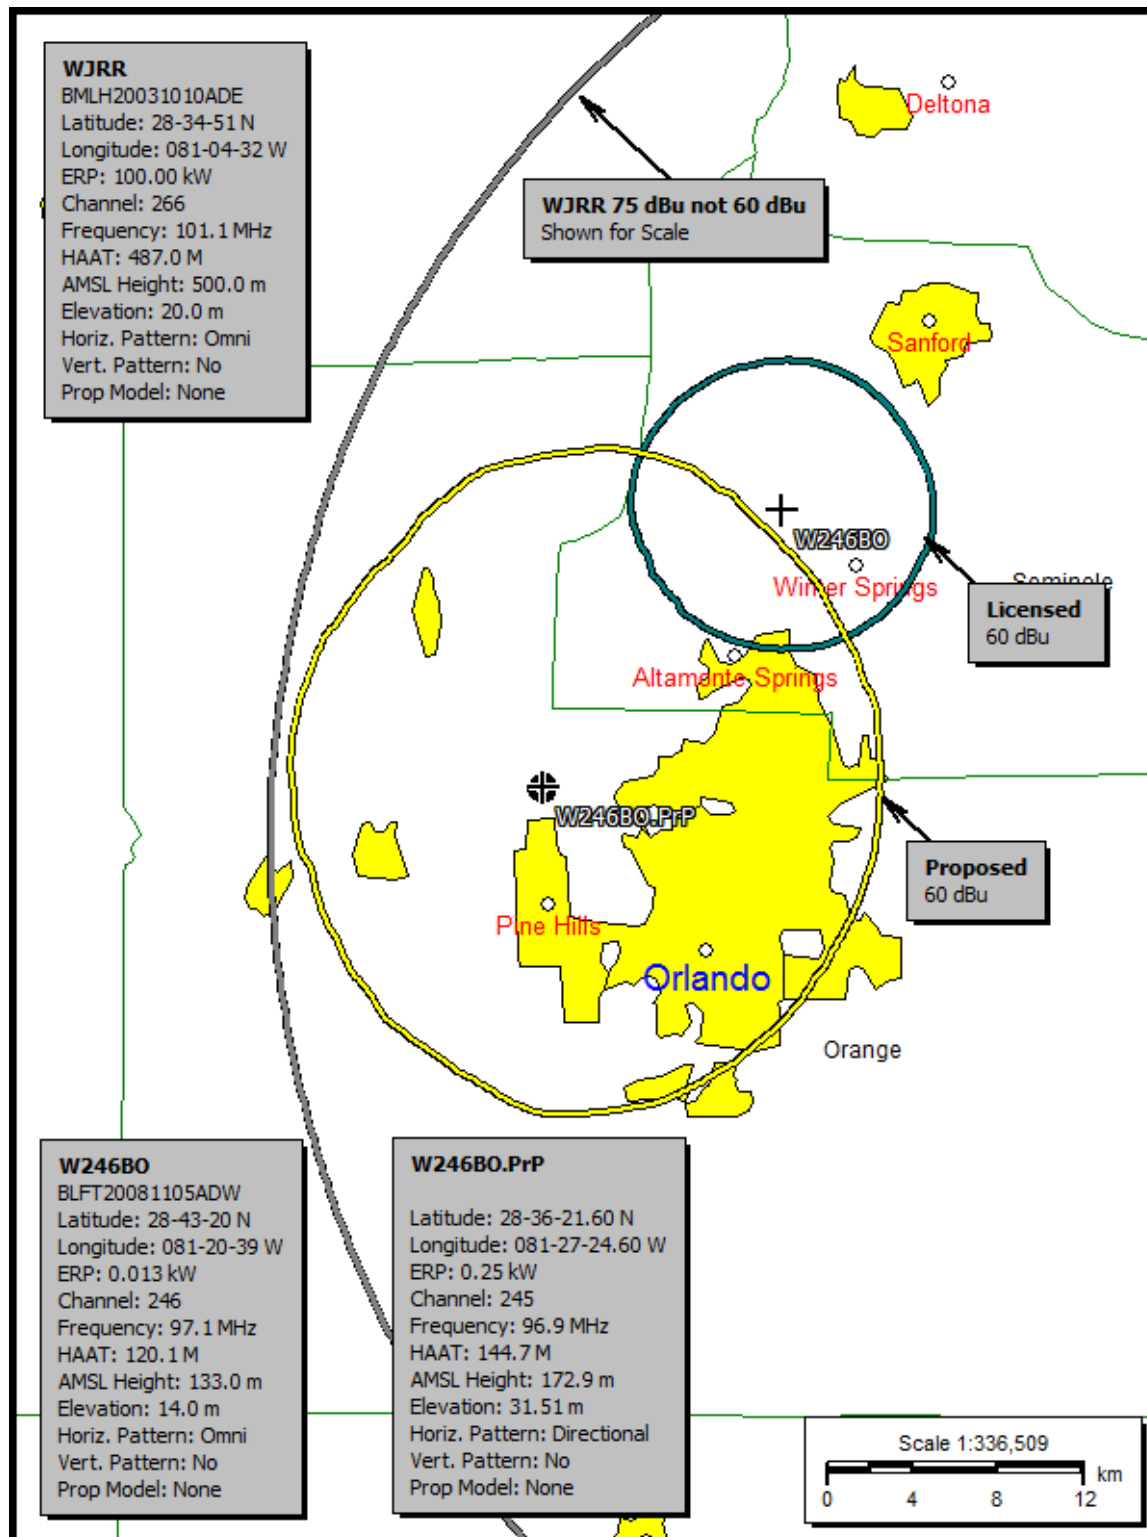 WJRR
BMLH20031010ADE
Latitude: 28-34-51 N
Longitude: 081-04-32 W
ERP: 100.00 kW
Channel: 266
Frequency: 101.1 MHz
HAAT: 487.0 M
AMSL Height: 500.0 m
Elevation: 20.0 m
Horiz. Pattern: Omni
Vert. Pattern: No
Prop Model: None
Deltona
WJRR 75 dBu not 60 dBu
Shown for Scale
Sanford
W246BO
Winter Springs
Seminole
Licensed
60 dBu
Altamonte Springs
W246BO.PrP
Proposed
60 dBu
Pine Hills
Orlando
Orange
W246BO
BLFT20081105ADW
Latitude: 28-43-20 N
Longitude: 081-20-39 W
ERP: 0.013 kW
Channel: 246
Frequency: 97.1 MHz
HAAT: 120.1 M
AMSL Height: 133.0 m
Elevation: 14.0 m
Horiz. Pattern: Omni
Vert. Pattern: No
Prop Model: None
W246BO.PrP
Latitude: 28-36-21.60 N
Longitude: 081-27-24.60 W
ERP: 0.25 kW
Channel: 245
Frequency: 96.9 MHz
HAAT: 144.7 M
AMSL Height: 172.9 m
Elevation: 31.51 m
Horiz. Pattern: Directional
Vert. Pattern: No
Prop Model: None
Scale 1:336,509
km
0 4 8 12